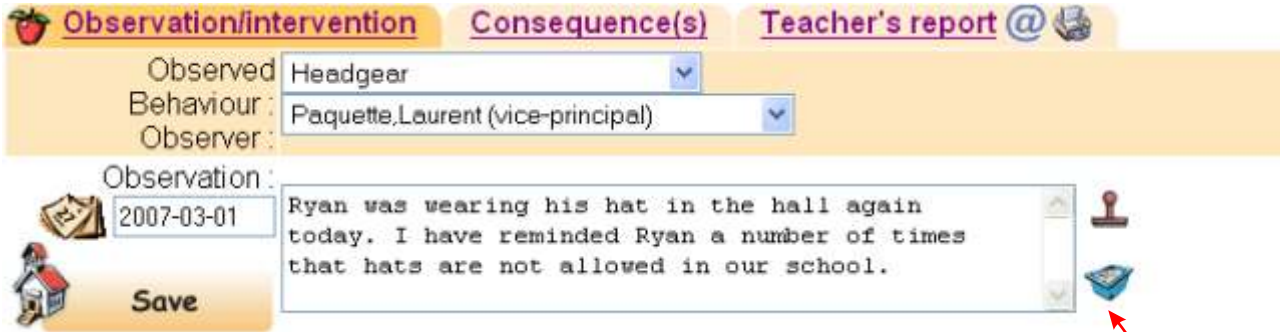 Observation/intervention Consequence(s) Teacher's report @
Observed Headgear
Behaviour :
Paquette,Laurent (vice-principal)
Observer :
Observation :
2007-03-01
Ryan was wearing his hat in the hall again
today. I have reminded Ryan a number of times
that hats are not allowed in our school.
Save